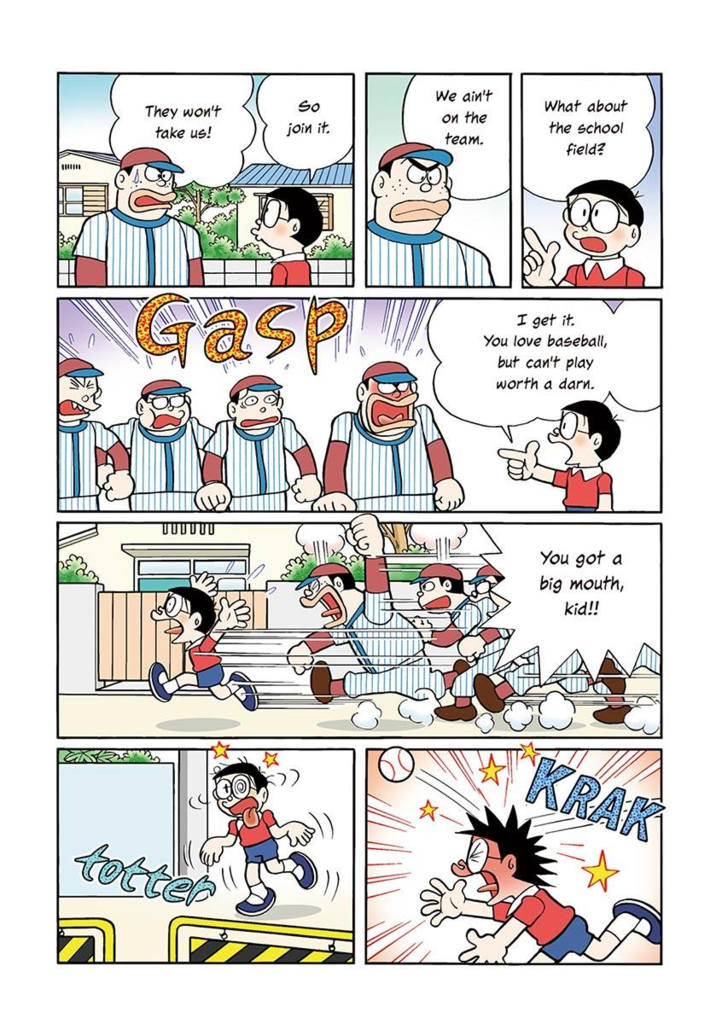 What about
the school
field?
We ain't
on the
team.
So
join it.
They won't
take us!
I get it.
You love baseball,
but can't play
worth a darn.
Gasp
You got a
big mouth,
kid!!
KRAK
totter